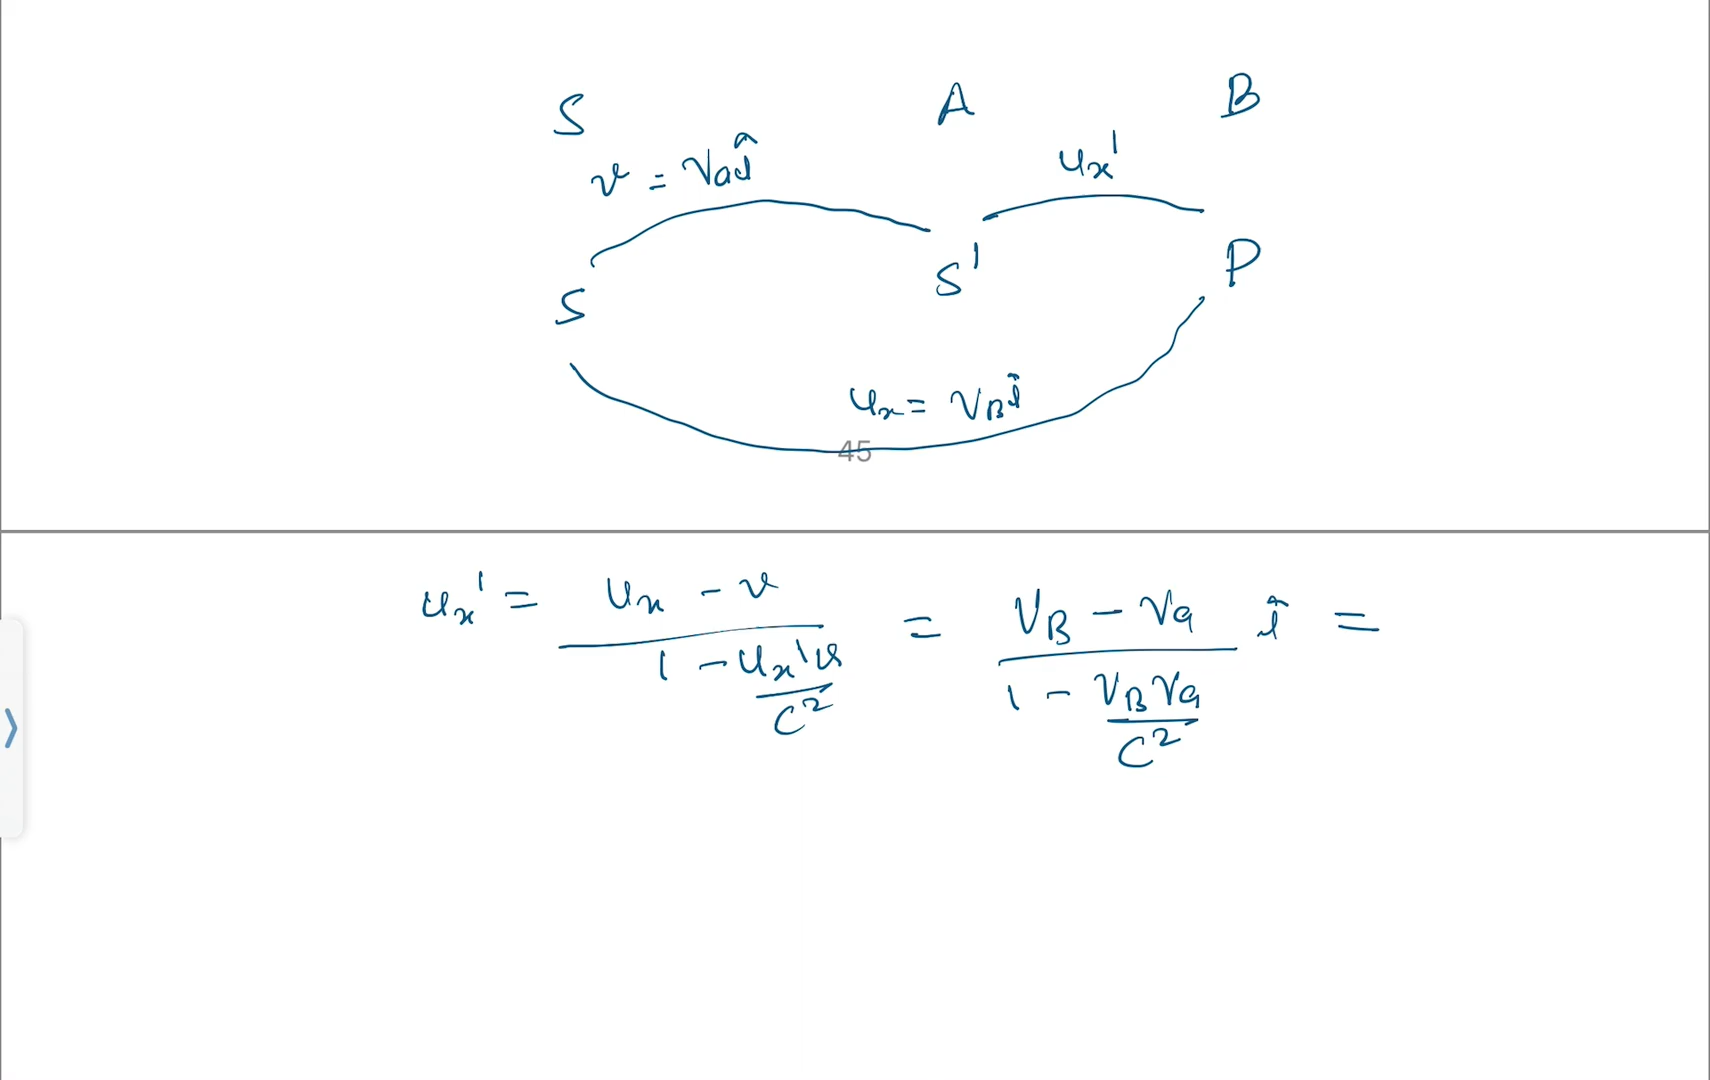 S A B
v = Va î ux'
S S' P
ux = VB î
45
ux' = ux - v / 1 - ux'v/c² = VB - Va / 1 - VBVa/c² î =